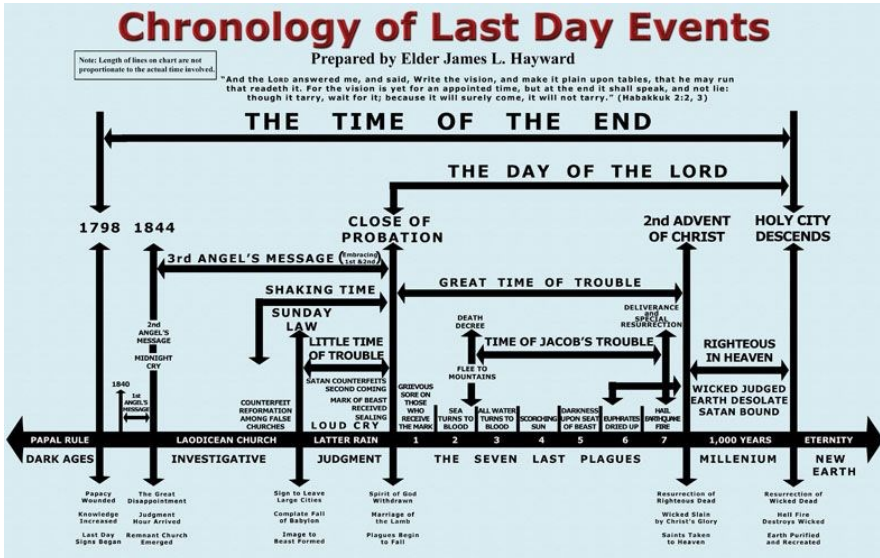 Chronology of Last Day Events
Prepared by Elder James L. Hayward
Note: Length of lines on chart are not
proportionate to the actual time involved.
"And the LORD answered me, and said, Write the vision, and make it plain upon tables, that he may run
that readeth it. For the vision is yet for an appointed time, but at the end it shall speak, and not lie:
though it tarry, wait for it; because it will surely come, it will not tarry." (Habakkuk 2:2, 3)
THE TIME OF THE END
THE DAY OF THE LORD
1798
1844
CLOSE OF
PROBATION
2nd ADVENT
OF CHRIST
HOLY CITY
DESCENDS
3rd ANGEL'S MESSAGE (Embracing
1st & 2nd)
GREAT TIME OF TROUBLE
SHAKING TIME
SUNDAY
LAW
DEATH
DECREE
DELIVERANCE
and
SPECIAL
RESURRECTION
2nd
ANGEL'S
MESSAGE
MIDNIGHT
CRY
LITTLE TIME
OF TROUBLE
TIME OF JACOB'S TROUBLE
RIGHTEOUS
IN HEAVEN
FLEE TO
MOUNTAINS
SATAN COUNTERFEITS
SECOND COMING
MARK OF BEAST
RECEIVED
SEALING
LOUD CRY
WICKED JUDGED
EARTH DESOLATE
SATAN BOUND
1840
1st
ANGEL'S
MESSAGE
COUNTERFEIT
REFORMATION
AMONG FALSE
CHURCHES
GRIEVOUS
SORE ON
THOSE
WHO
RECEIVE
THE MARK
SEA
TURNS TO
BLOOD
ALL WATER
TURNS TO
BLOOD
SCORCHING
SUN
DARKNESS
UPON SEAT
OF BEAST
EUPHRATES
DRIED UP
HAIL
EARTHQUAKE
FIRE
PAPAL RULE LAODICEAN CHURCH LATTER RAIN 1 2 3 4 5 6 7 1,000 YEARS ETERNITY
DARK AGES INVESTIGATIVE JUDGMENT THE SEVEN LAST PLAGUES MILLENIUM NEW
EARTH
Papacy
Wounded
Knowledge
Increased
Last Day
Signs Began
The Great
Disappointment
Judgment
Hour Arrived
Remnant Church
Emerged
Sign to Leave
Large Cities
Complate Fall
of Babylon
Image to
Beast Formed
Spirit of God
Withdrawn
Marriage of
the Lamb
Plagues Begin
to Fall
Resurrection of
Righteous Dead
Wicked Slain
by Christ's Glory
Saints Taken
to Heaven
Resurrection of
Wicked Dead
Hell Fire
Destroys Wicked
Earth Purified
and Recreated